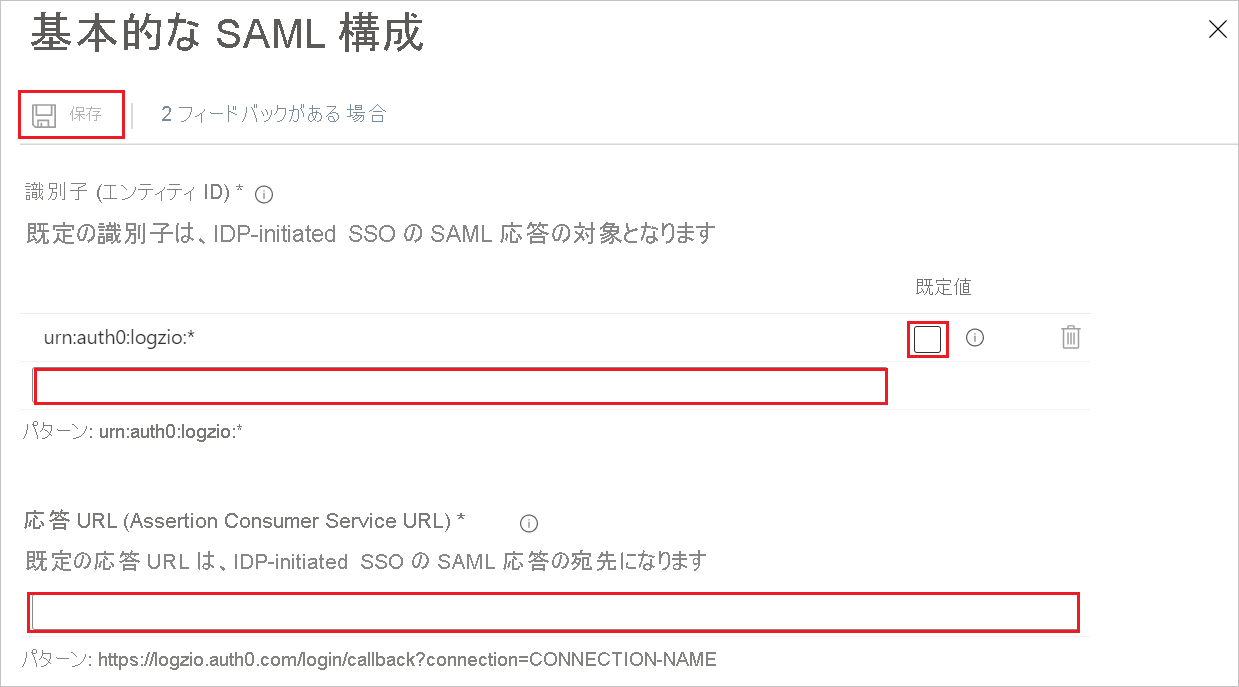 基本的な SAML 構成
保存
2 フィードバックがある 場合
識別子 (エンティティ ID) *
既定の識別子は、IDP-initiated SSO の SAML 応答の対象となります
既定値
urn:auth0:logzio:*
パターン: urn:auth0:logzio:*
応答 URL (Assertion Consumer Service URL) *
既定の応答 URL は、IDP-initiated SSO の SAML 応答の宛先になります
パターン: https://logzio.auth0.com/login/callback?connection=CONNECTION-NAME